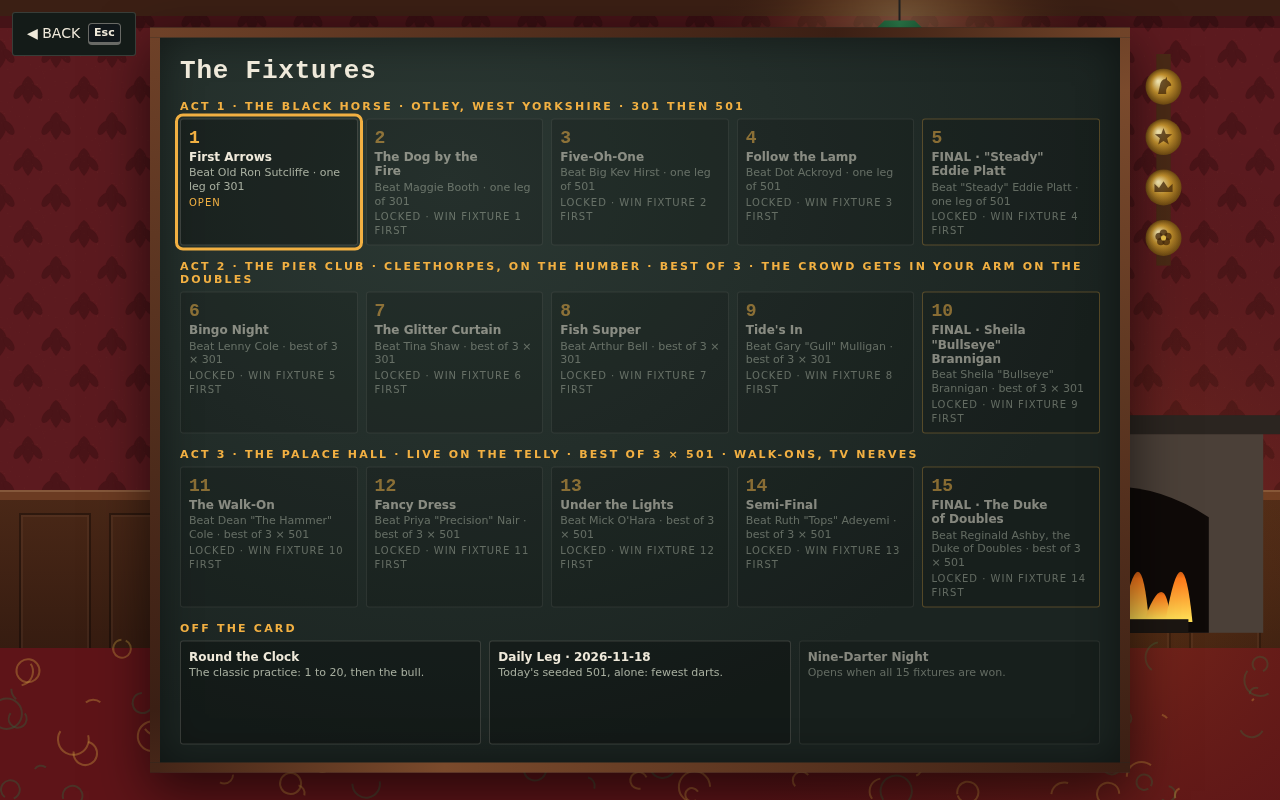 ◀ BACK Esc
The Fixtures
ACT 1 · THE BLACK HORSE · OTLEY, WEST YORKSHIRE · 301 THEN 501
1
First Arrows
Beat Old Ron Sutcliffe · one
leg of 301
OPEN
2
The Dog by the
Fire
Beat Maggie Booth · one leg
of 301
LOCKED · WIN FIXTURE 1
FIRST
3
Five-Oh-One
Beat Big Kev Hirst · one leg
of 501
LOCKED · WIN FIXTURE 2
FIRST
4
Follow the Lamp
Beat Dot Ackroyd · one leg
of 501
LOCKED · WIN FIXTURE 3
FIRST
5
FINAL · "Steady"
Eddie Platt
Beat "Steady" Eddie Platt ·
one leg of 501
LOCKED · WIN FIXTURE 4
FIRST
ACT 2 · THE PIER CLUB · CLEETHORPES, ON THE HUMBER · BEST OF 3 · THE CROWD GETS IN YOUR ARM ON THE
DOUBLES
6
Bingo Night
Beat Lenny Cole · best of 3
× 301
LOCKED · WIN FIXTURE 5
FIRST
7
The Glitter Curtain
Beat Tina Shaw · best of 3 ×
301
LOCKED · WIN FIXTURE 6
FIRST
8
Fish Supper
Beat Arthur Bell · best of 3 ×
301
LOCKED · WIN FIXTURE 7
FIRST
9
Tide's In
Beat Gary "Gull" Mulligan ·
best of 3 × 301
LOCKED · WIN FIXTURE 8
FIRST
10
FINAL · Sheila
"Bullseye"
Brannigan
Beat Sheila "Bullseye"
Brannigan · best of 3 × 301
LOCKED · WIN FIXTURE 9
FIRST
ACT 3 · THE PALACE HALL · LIVE ON THE TELLY · BEST OF 3 × 501 · WALK-ONS, TV NERVES
11
The Walk-On
Beat Dean "The Hammer"
Cole · best of 3 × 501
LOCKED · WIN FIXTURE 10
FIRST
12
Fancy Dress
Beat Priya "Precision" Nair ·
best of 3 × 501
LOCKED · WIN FIXTURE 11
FIRST
13
Under the Lights
Beat Mick O'Hara · best of 3
× 501
LOCKED · WIN FIXTURE 12
FIRST
14
Semi-Final
Beat Ruth "Tops" Adeyemi ·
best of 3 × 501
LOCKED · WIN FIXTURE 13
FIRST
15
FINAL · The Duke
of Doubles
Beat Reginald Ashby, the
Duke of Doubles · best of 3
× 501
LOCKED · WIN FIXTURE 14
FIRST
OFF THE CARD
Round the Clock
The classic practice: 1 to 20, then the bull.
Daily Leg · 2026-11-18
Today's seeded 501, alone: fewest darts.
Nine-Darter Night
Opens when all 15 fixtures are won.